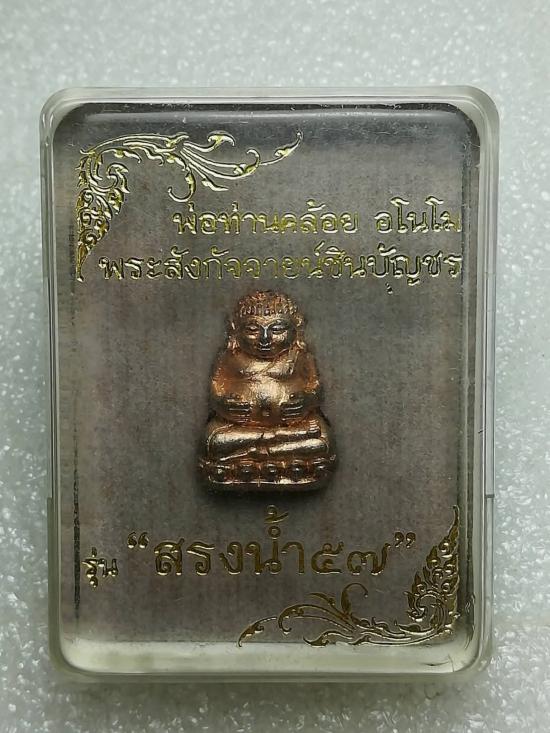 พ่อท่านคล้อย อโนโม
พระสังกัจจายน์ชินบัญชร
รุ่น "สรงน้ำ๕๗"